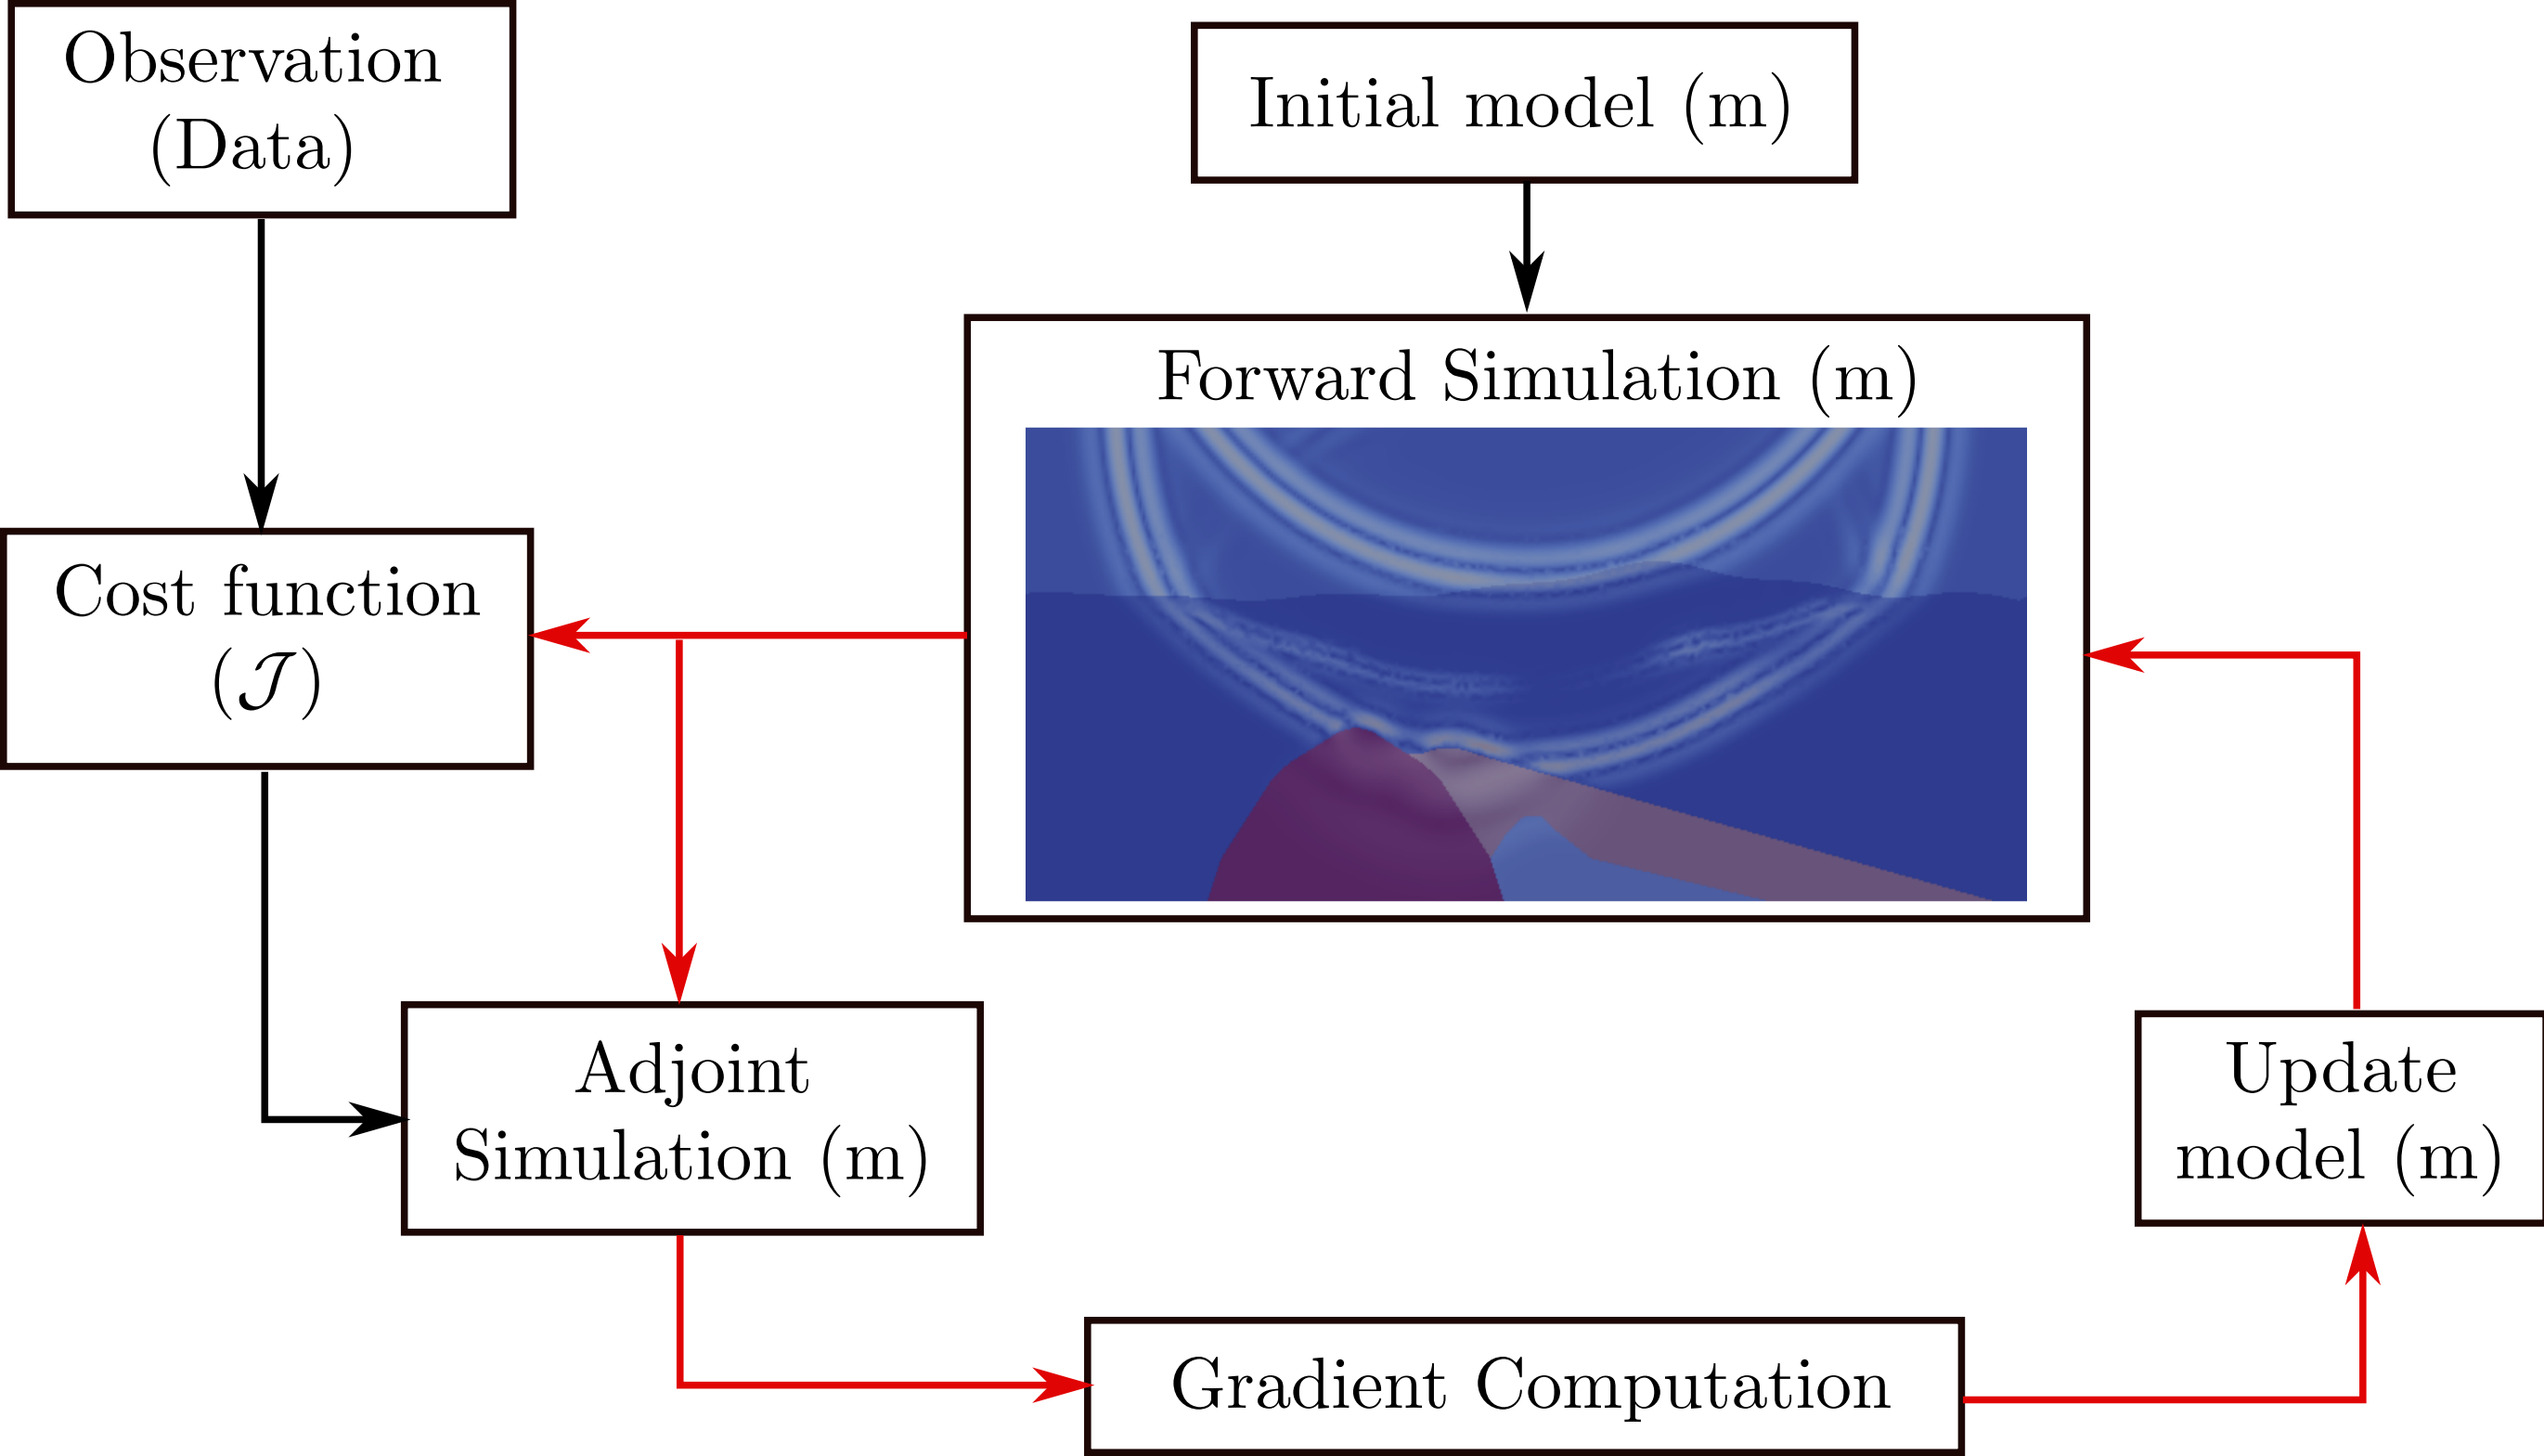 Observation
(Data)
Initial model (m)
Forward Simulation (m)
Cost function
(𝒥)
Adjoint
Simulation (m)
Update
model (m)
Gradient Computation